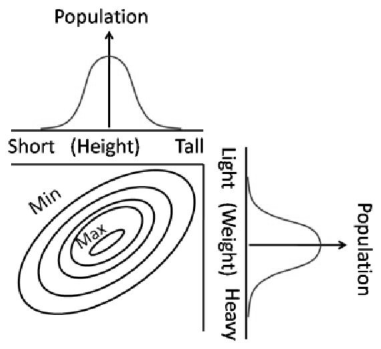 Population
Short (Height) Tall
Min
Max
Light (Weight) Heavy
Population